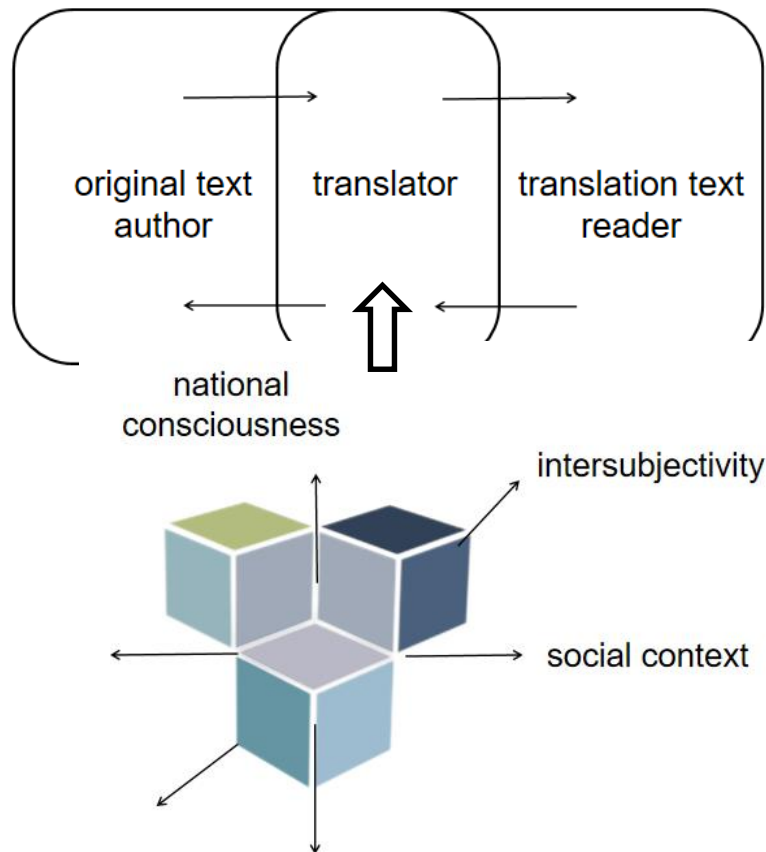 original text
author
translator
translation text
reader
national
consciousness
intersubjectivity
social context